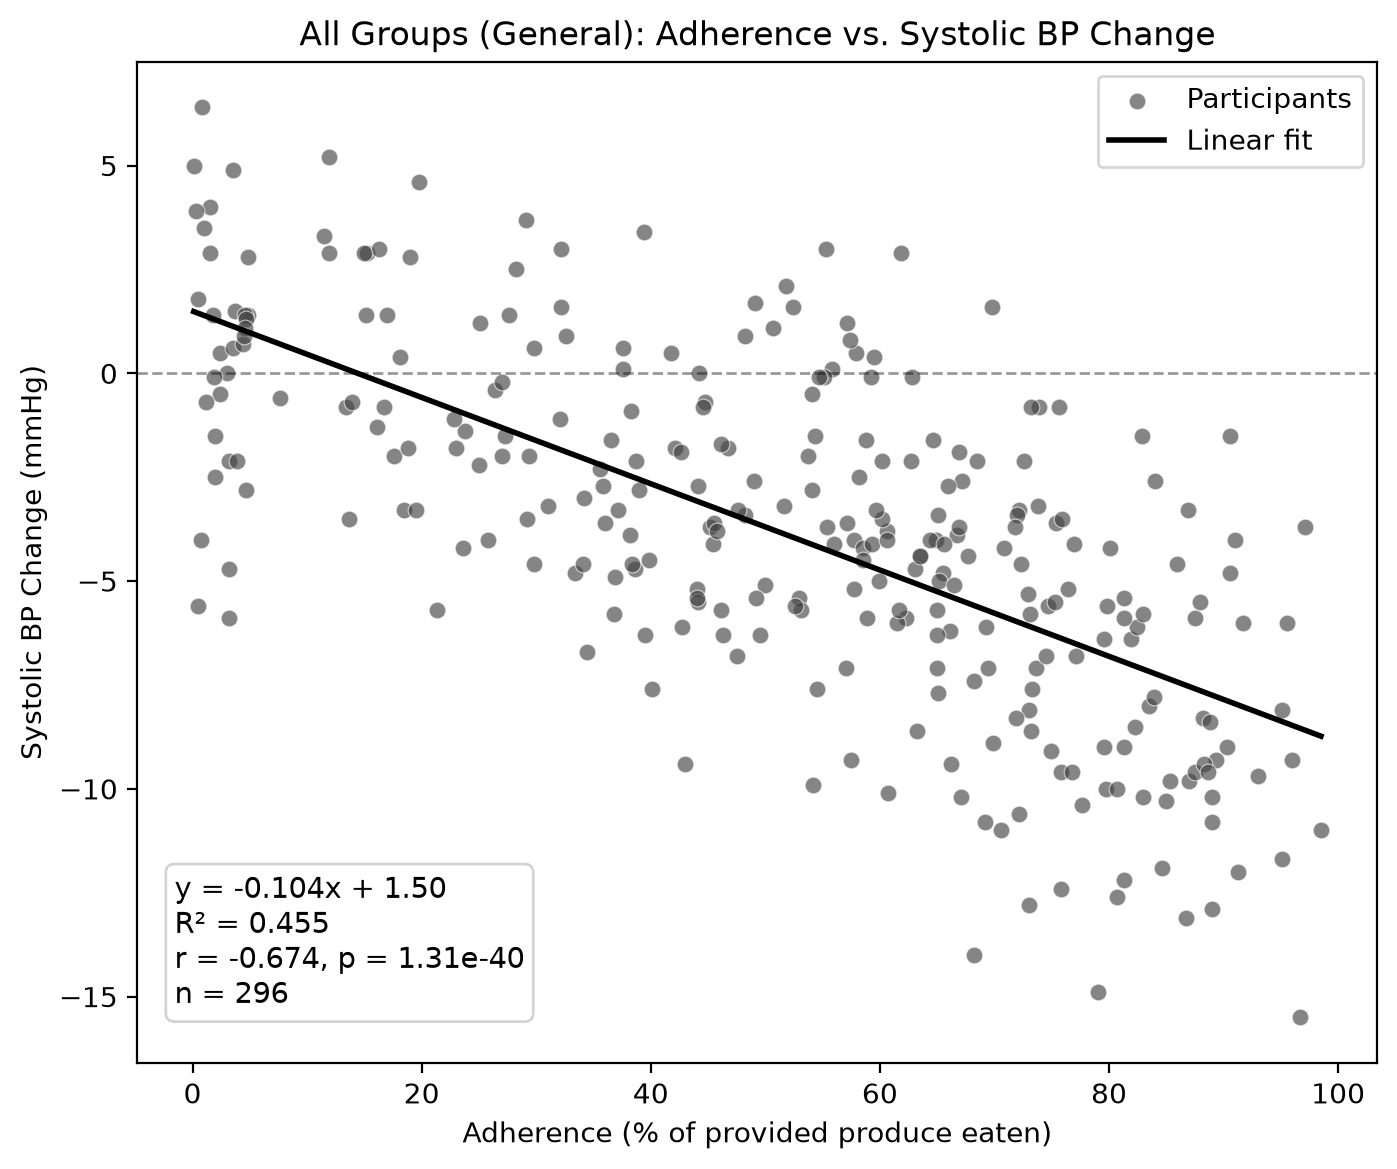 All Groups (General): Adherence vs. Systolic BP Change
Participants
Linear fit
Systolic BP Change (mmHg)
5
0
−5
−10
−15
y = -0.104x + 1.50
R² = 0.455
r = -0.674, p = 1.31e-40
n = 296
0
20
40
60
80
100
Adherence (% of provided produce eaten)